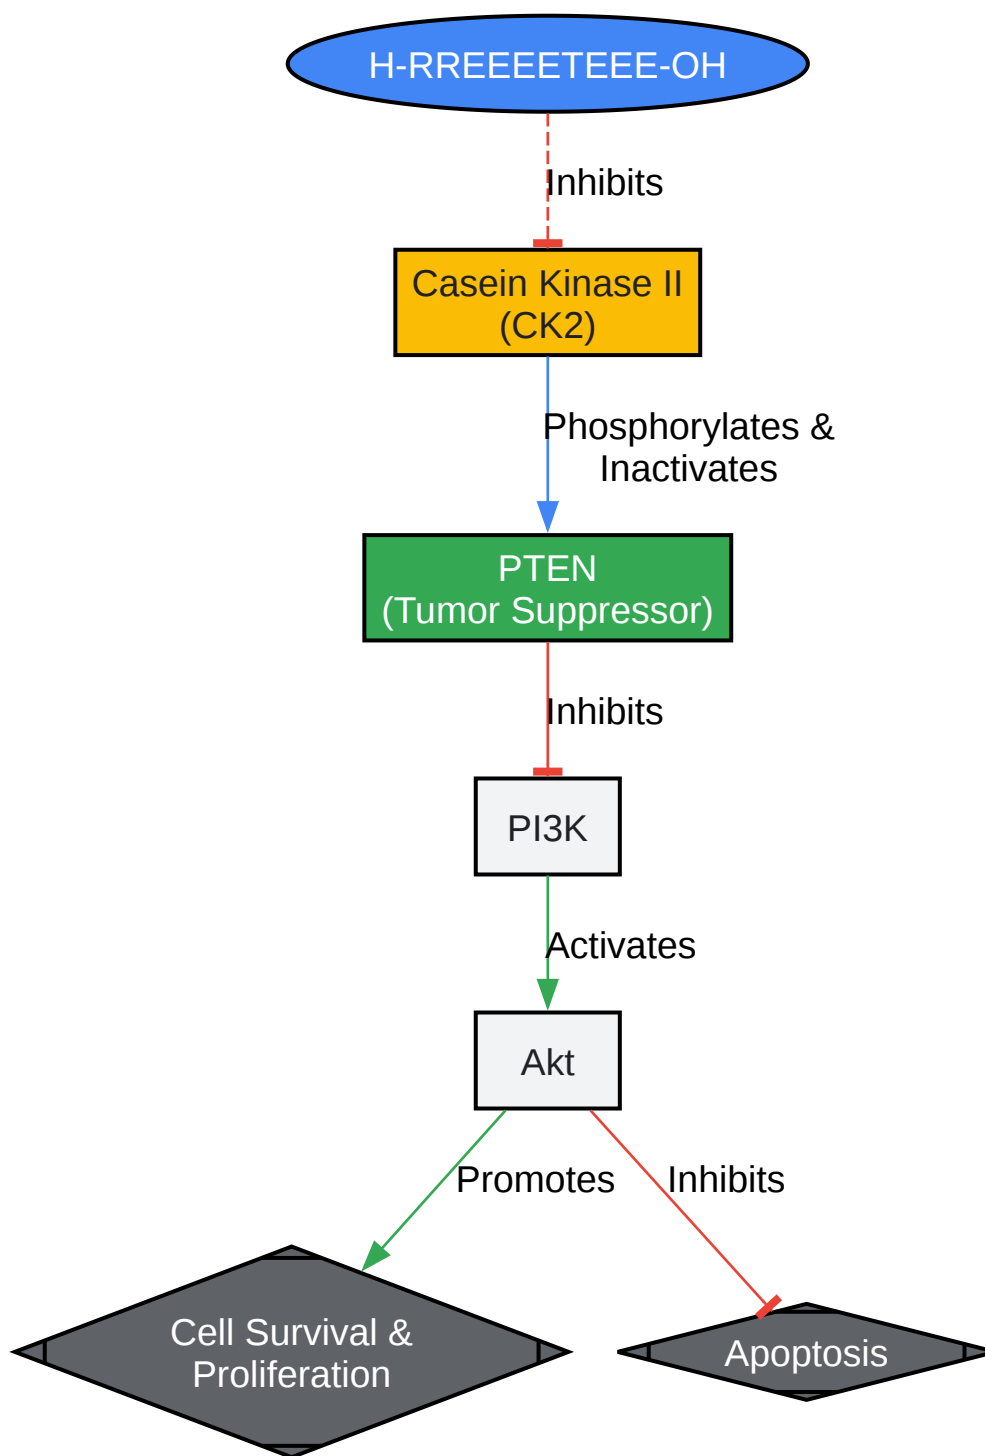 H-RREEEETEEE-OH
Inhibits
Casein Kinase II
(CK2)
Phosphorylates &
Inactivates
PTEN
(Tumor Suppressor)
Inhibits
PI3K
Activates
Akt
Promotes
Inhibits
Cell Survival &
Proliferation
Apoptosis